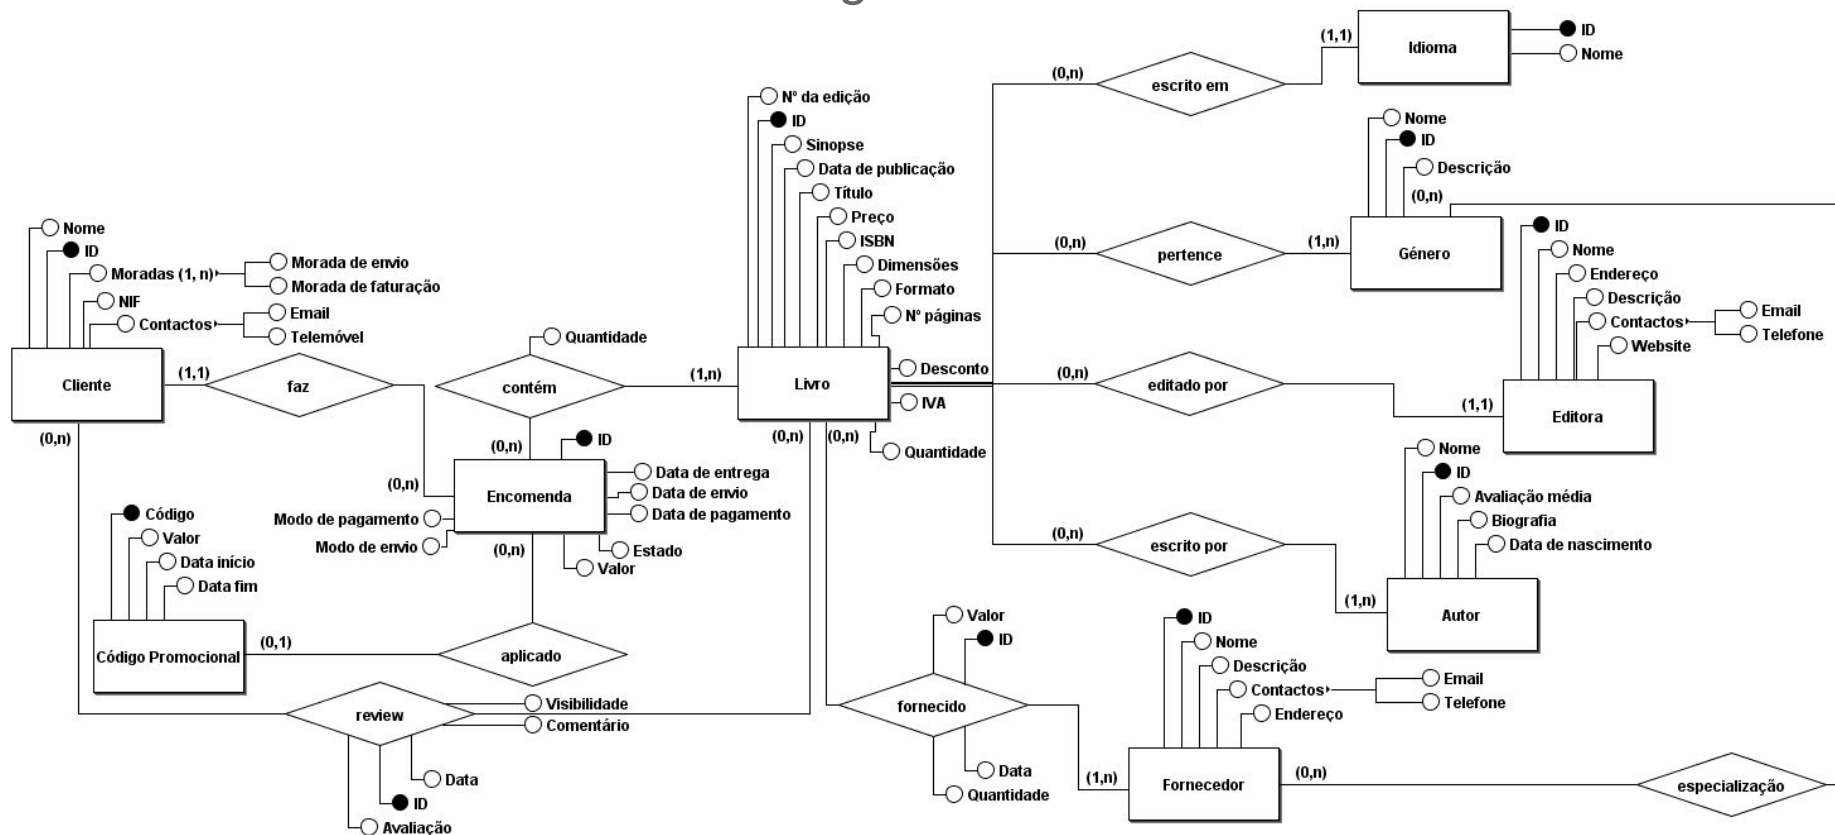 g
(1,1)
Idioma
ID
Nome
(0,n)
escrito em
Nº da edição
ID
Sinopse
Data de publicação
Título
Preço
ISBN
Dimensões
Formato
Nº páginas
Desconto
IVA
Quantidade
Livro
(1,n)
(0,n)
(0,n)
Nome
ID
Descrição
(0,n)
Género
(0,n)
pertence
(1,n)
ID
Nome
Endereço
Descrição
Contactos
Email
Telefone
Website
(0,n)
editado por
(1,1)
Editora
Nome
ID
Moradas (1, n)
Morada de envio
Morada de faturação
NIF
Contactos
Email
Telemóvel
Cliente
(1,1)
faz
(0,n)
(0,n)
Quantidade
contém
(0,n)
ID
Encomenda
Data de entrega
Data de envio
Data de pagamento
Modo de pagamento
Modo de envio
(0,n)
Estado
Valor
Código
Valor
Data início
Data fim
Código Promocional
(0,1)
aplicado
review
Visibilidade
Comentário
Data
ID
Avaliação
(0,n)
escrito por
(1,n)
Nome
ID
Avaliação média
Biografia
Data de nascimento
Autor
Valor
ID
fornecido
Data
Quantidade
(1,n)
ID
Nome
Descrição
Contactos
Email
Telefone
Endereço
Fornecedor
(0,n)
especialização